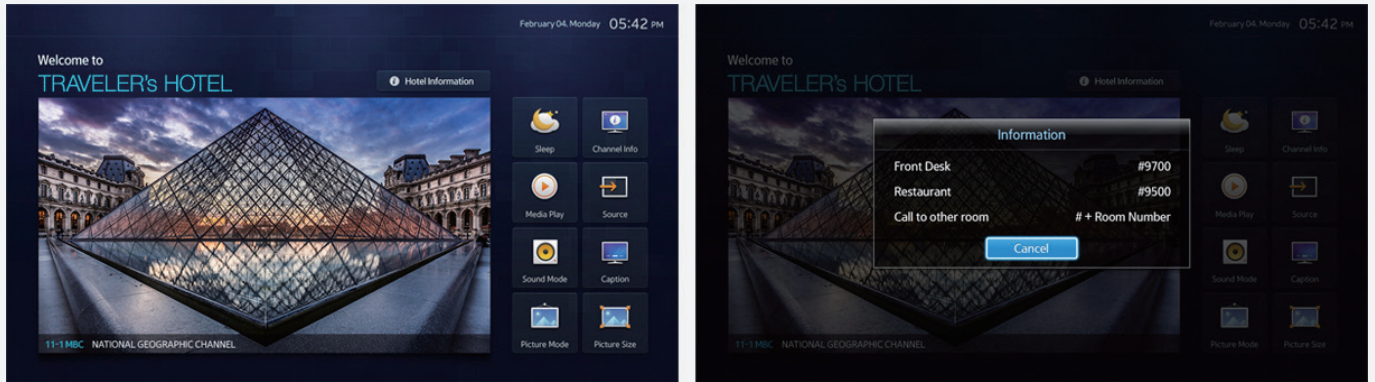 February 04. Monday 05:42 PM
Welcome to
TRAVELER's HOTEL
Hotel Information
Sleep
Channel Info
Media Play
Source
Sound Mode
Caption
Picture Mode
Picture Size
11-1 MBC NATIONAL GEOGRAPHIC CHANNEL
February 04. Monday 05:42 PM
Welcome to
TRAVELER's HOTEL
Hotel Information
Information
Front Desk #9700
Restaurant #9500
Call to other room # + Room Number
Cancel
Sleep
Channel Info
Media Play
Source
Sound Mode
Caption
Picture Mode
Picture Size
11-1 MBC NATIONAL GEOGRAPHIC CHANNEL